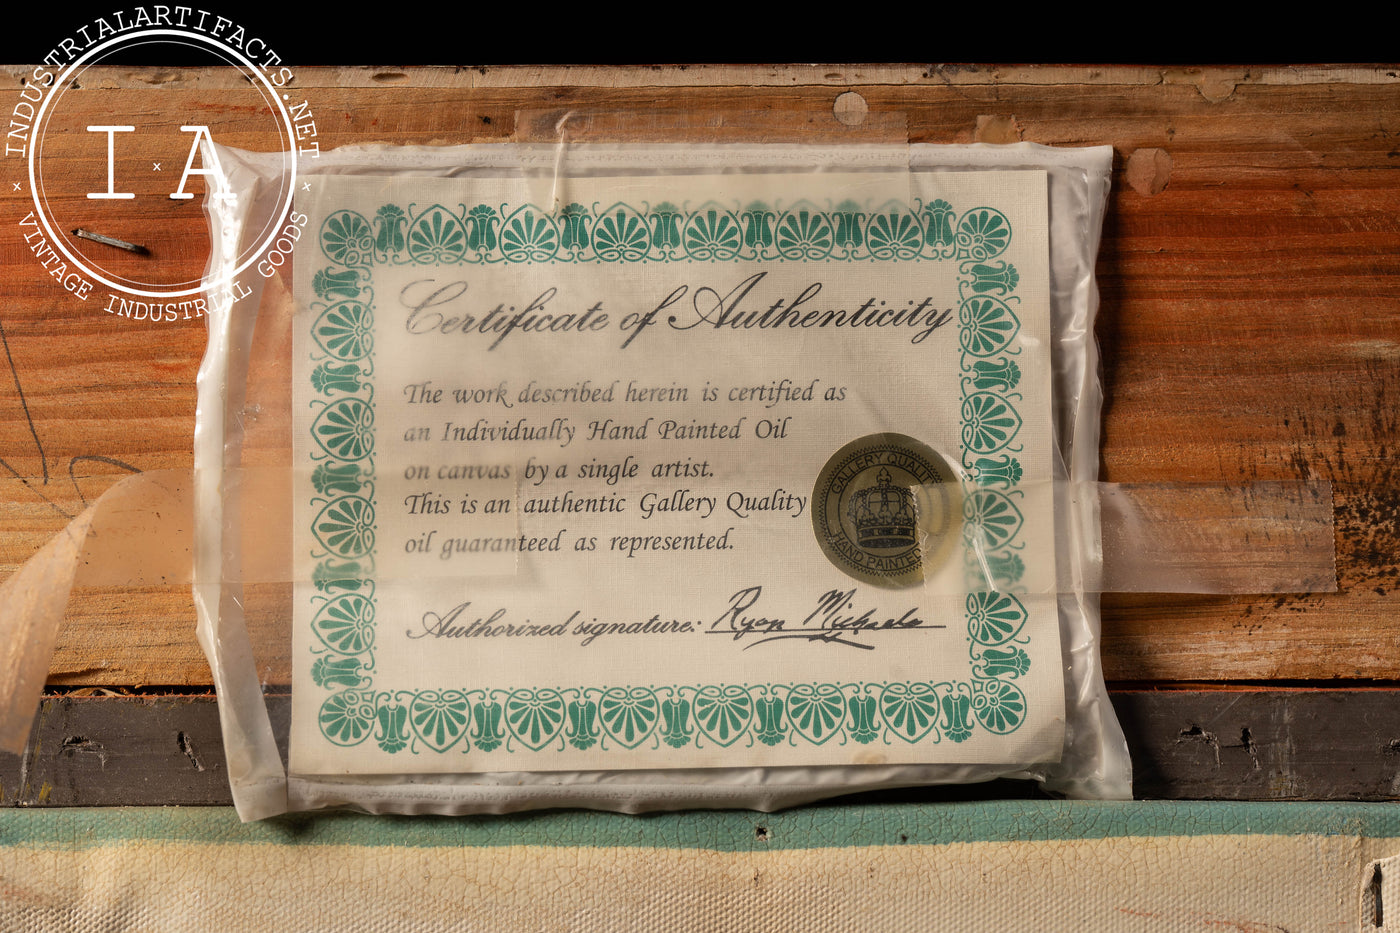 INDUSTRIALARTIFACTS.NET
I × A
× VINTAGE INDUSTRIAL GOODS ×
Certificate of Authenticity
The work described herein is certified as
an Individually Hand Painted Oil
on canvas by a single artist.
This is an authentic Gallery Quality
oil guaranteed as represented.
GALLERY QUALITY
HAND PAINTED
Authorized signature: Ryan Michaels